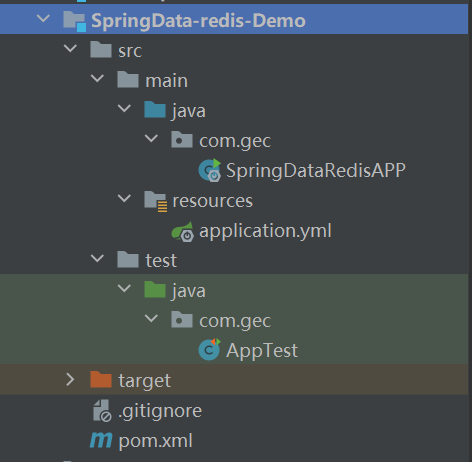 SpringData-redis-Demo
src
main
java
com.gec
SpringDataRedisAPP
resources
application.yml
test
java
com.gec
AppTest
target
.gitignore
pom.xml